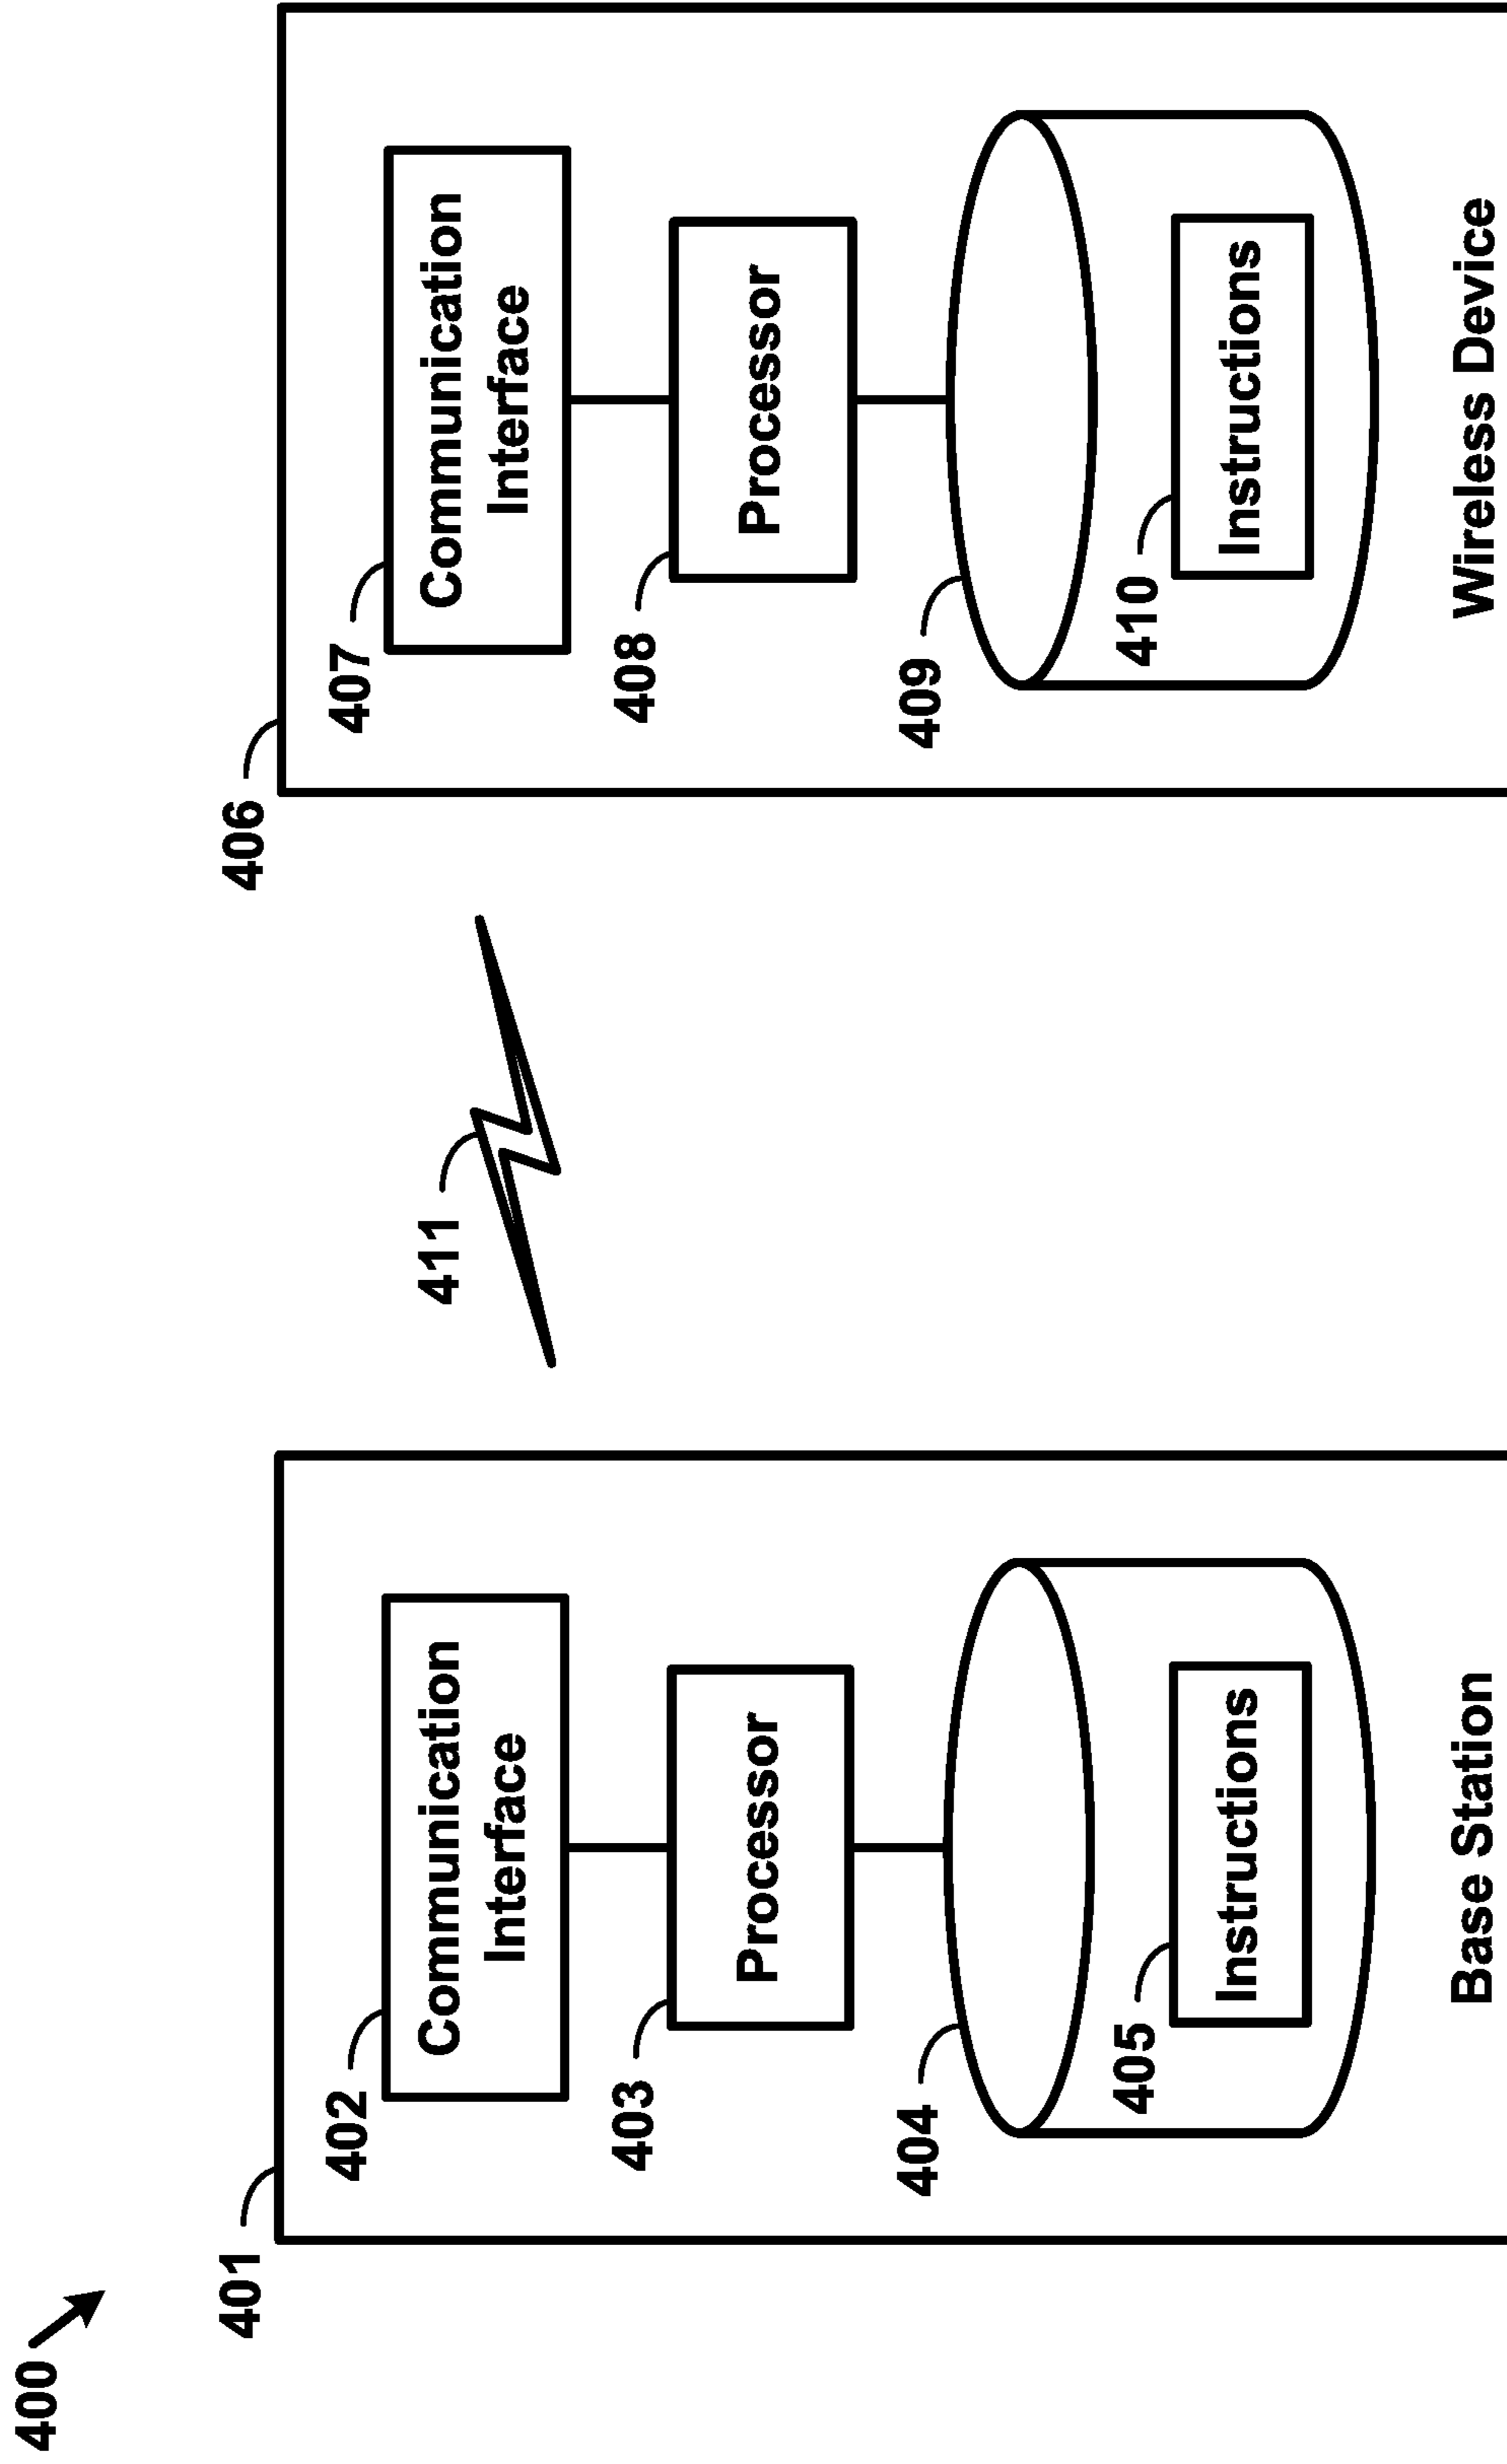 400
401
402
Communication
Interface
403
Processor
404
405
Instructions
Base Station
411
406
407
Communication
Interface
408
Processor
409
410
Instructions
Wireless Device